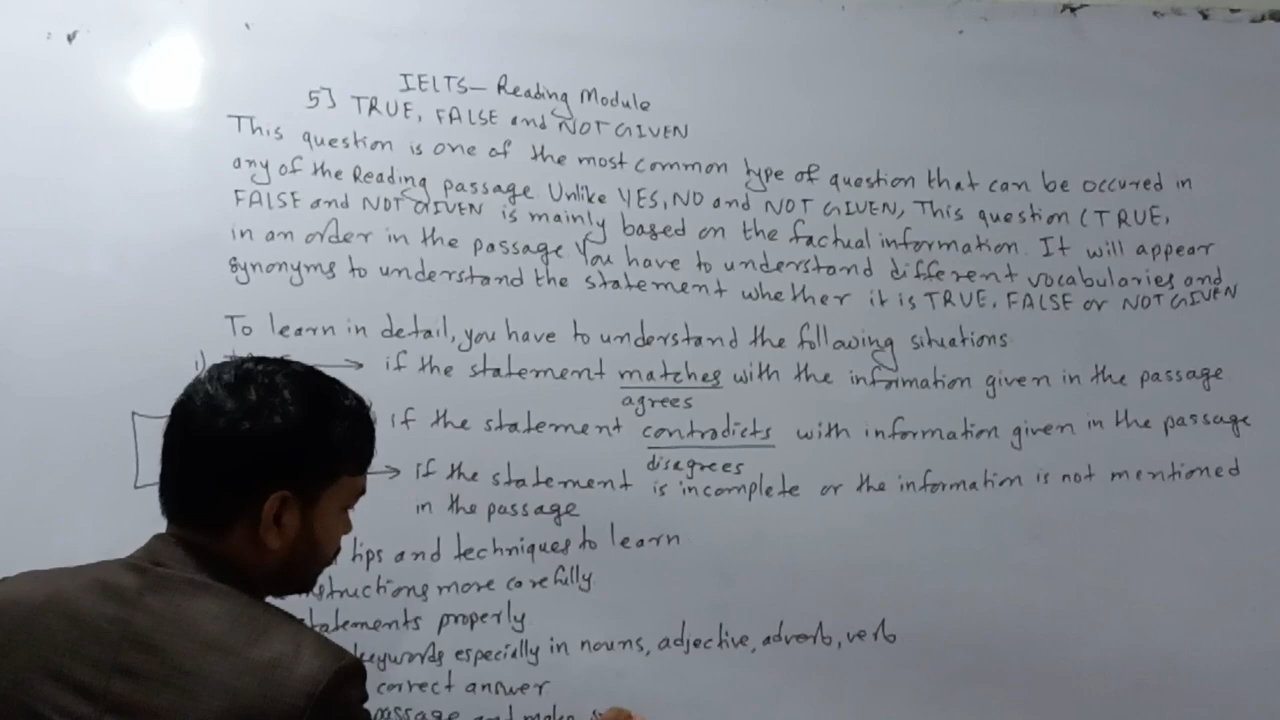 IELTS- Reading Module
5] TRUE, FALSE and NOT GIVEN
This question is one of the most common type of question that can be occured in
any of the Reading passage. Unlike YES, NO and NOT GIVEN, This question (TRUE,
FALSE and NOT GIVEN is mainly based on the factual information. It will appear
in an order in the passage You have to understand different vocabularies and
synonyms to understand the statement whether it is TRUE, FALSE or NOT GIVEN
To learn in detail, you have to understand the following situations.
i) → if the statement matches with the information given in the passage
agrees
if the statement contradicts with information given in the passage
disagrees
→ if the statement is incomplete or the information is not mentioned
in the passage
tips and techniques to learn
more carefully
properly
keywords especially in nouns, adjective, adverb, verb
correct answer
passage and make